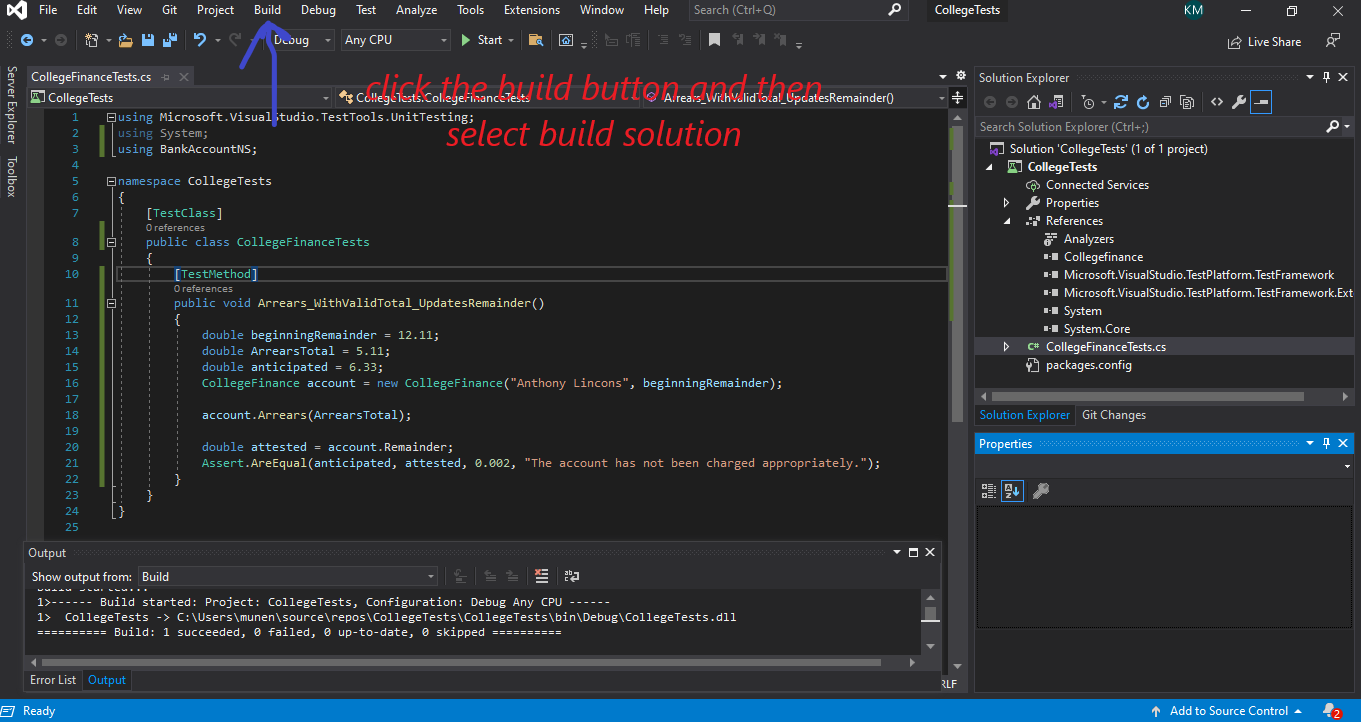 File Edit View Git Project Build Debug Test Analyze Tools Extensions Window Help Search (Ctrl+Q) CollegeTests KM
Debug Any CPU Start Live Share
click the build button and then
select build solution
Server Explorer
Toolbox
CollegeFinanceTests.cs
CollegeTests CollegeTests.CollegeFinanceTests Arrears_WithValidTotal_UpdatesRemainder()
1 using Microsoft.VisualStudio.TestTools.UnitTesting;
2 using System;
3 using BankAccountNS;
4
5 namespace CollegeTests
6 {
7 [TestClass]
0 references
8 public class CollegeFinanceTests
9 {
10 [TestMethod]
0 references
11 public void Arrears_WithValidTotal_UpdatesRemainder()
12 {
13 double beginningRemainder = 12.11;
14 double ArrearsTotal = 5.11;
15 double anticipated = 6.33;
16 CollegeFinance account = new CollegeFinance("Anthony Lincons", beginningRemainder);
17
18 account.Arrears(ArrearsTotal);
19
20 double attested = account.Remainder;
21 Assert.AreEqual(anticipated, attested, 0.002, "The account has not been charged appropriately.");
22 }
23 }
24 }
25
Output
Show output from: Build
Build started...
1>------ Build started: Project: CollegeTests, Configuration: Debug Any CPU ------
1> CollegeTests -> C:\Users\munen\source\repos\CollegeTests\CollegeTests\bin\Debug\CollegeTests.dll
========== Build: 1 succeeded, 0 failed, 0 up-to-date, 0 skipped ==========
Error List Output
RLF
Solution Explorer
Search Solution Explorer (Ctrl+;)
Solution 'CollegeTests' (1 of 1 project)
CollegeTests
Connected Services
Properties
References
Analyzers
Collegefinance
Microsoft.VisualStudio.TestPlatform.TestFramework
Microsoft.VisualStudio.TestPlatform.TestFramework.Ext
System
System.Core
C# CollegeFinanceTests.cs
packages.config
Solution Explorer Git Changes
Properties
Ready Add to Source Control 2